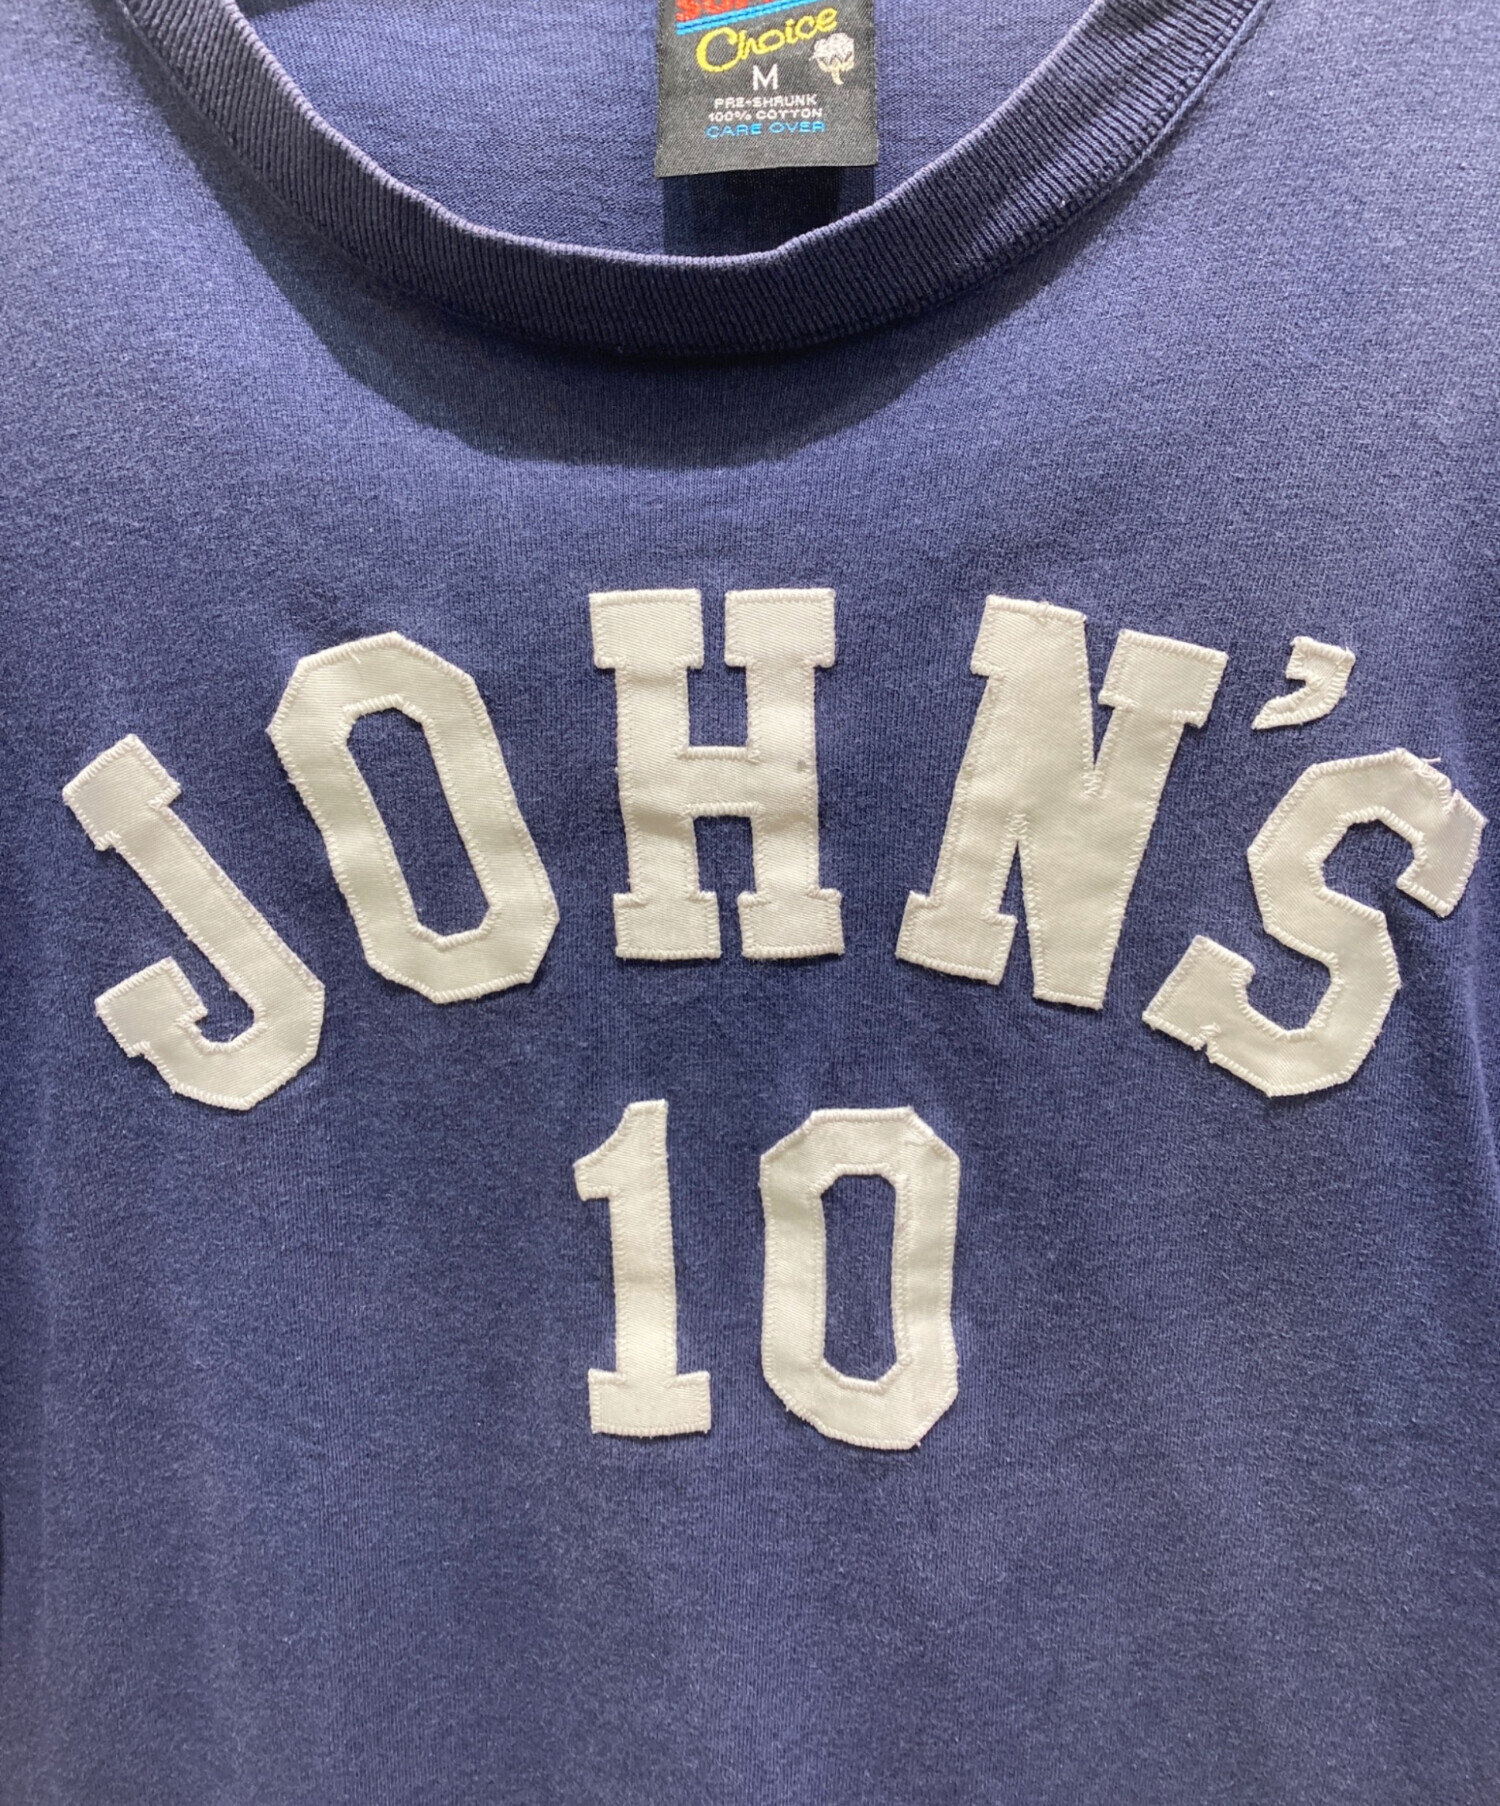 Choice
M
PRE-SHRUNK
100% COTTON
CARE OVER
JOHN'S
10